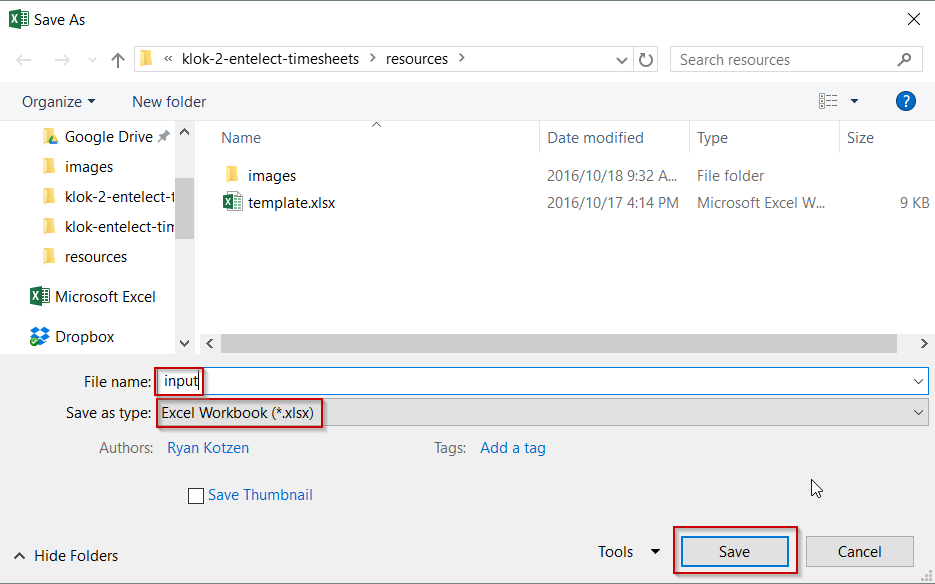 Save As
« klok-2-entelect-timesheets > resources >
Search resources
Organize
New folder
?
Google Drive
images
klok-2-entelect-t
klok-entelect-tim
resources
Microsoft Excel
Dropbox
Name Date modified Type Size
images 2016/10/18 9:32 A... File folder
template.xlsx 2016/10/17 4:14 PM Microsoft Excel W... 9 KB
File name: input
Save as type: Excel Workbook (*.xlsx)
Authors: Ryan Kotzen Tags: Add a tag
Save Thumbnail
Hide Folders
Tools Save Cancel